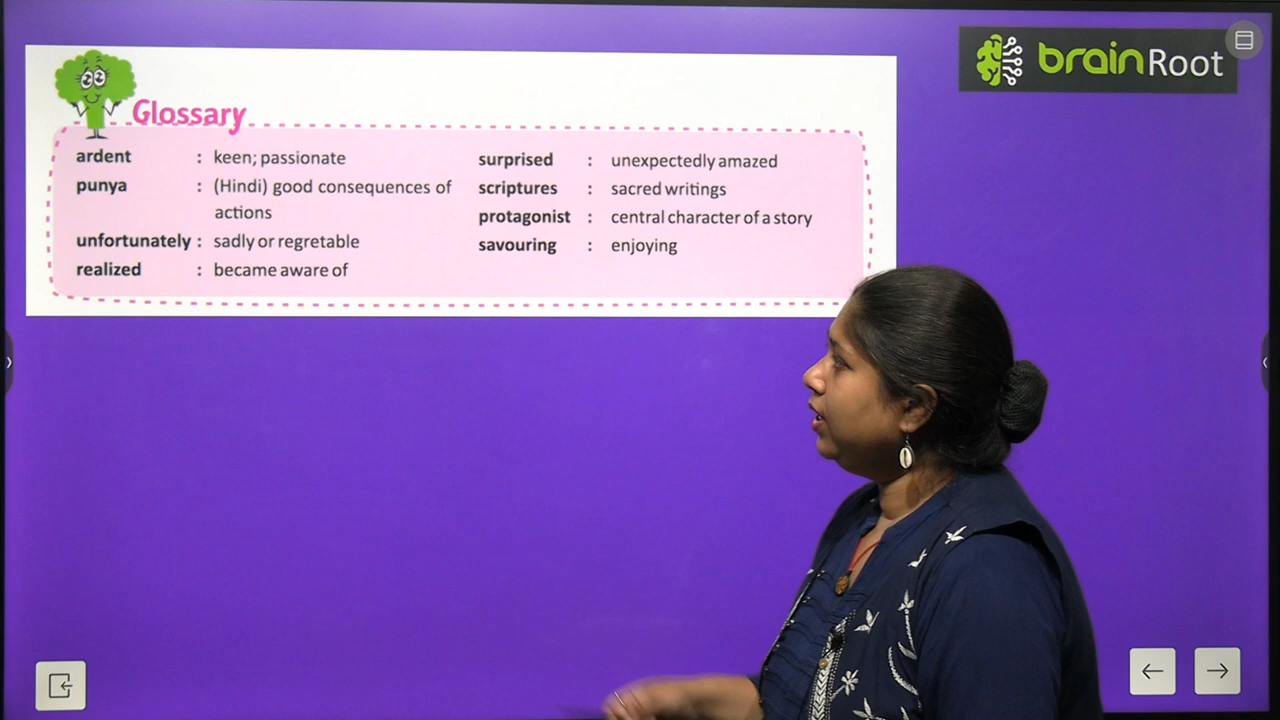 brainRoot
Glossary
ardent : keen; passionate
punya : (Hindi) good consequences of
actions
unfortunately : sadly or regretable
realized : became aware of
surprised : unexpectedly amazed
scriptures : sacred writings
protagonist : central character of a story
savouring : enjoying